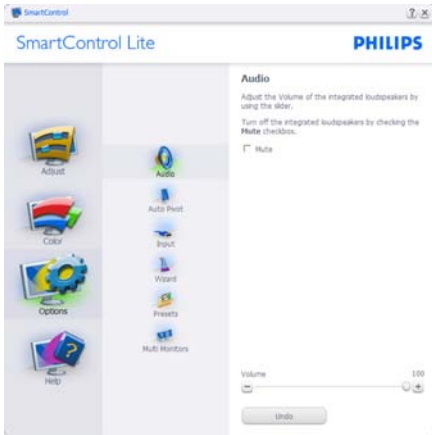 SmartControl
SmartControl Lite
PHILIPS
Adjust
Color
Options
Help
Audio
Auto Pivot
Input
Wizard
Presets
Multi Monitors
Audio
Adjust the Volume of the integrated loudspeakers by
using the slider.
Turn off the integrated loudspeakers by checking the
Mute checkbox.
Mute
Volume 100
Undo